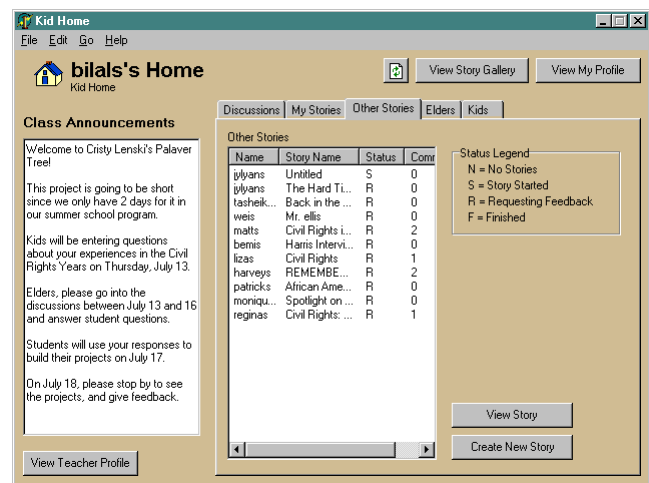 Kid Home
File Edit Go Help
bilals's Home
Kid Home
View Story Gallery
View My Profile
Class Announcements
Welcome to Cristy Lenski's Palaver
Tree!
This project is going to be short
since we only have 2 days for it in
our summer school program.
Kids will be entering questions
about your experiences in the Civil
Rights Years on Thursday, July 13.
Elders, please go into the
discussions between July 13 and 16
and answer student questions.
Students will use your responses to
build their projects on July 17.
On July 18, please stop by to see
the projects, and give feedback.
View Teacher Profile
Discussions My Stories Other Stories Elders Kids
Other Stories
Name Story Name Status Comr
jylyans Untitled S 0
jylyans The Hard Ti... R 0
tasheik... Back in the ... R 0
weis Mr. ellis R 0
matts Civil Rights i... R 2
bemis Harris Intervi... R 0
lizas Civil Rights R 1
harveys REMEMBE... R 2
patricks African Ame... R 0
moniqu... Spotlight on ... R 0
reginas Civil Rights: ... R 1
Status Legend
N = No Stories
S = Story Started
R = Requesting Feedback
F = Finished
View Story
Create New Story